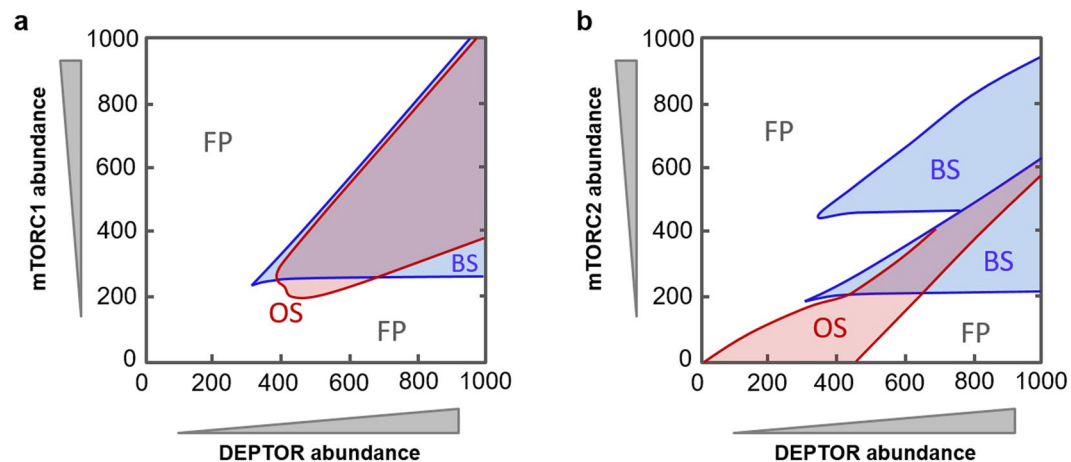 a
1000
800
600
400
200
0
mTORC1 abundance
FP
BS
OS
FP
0 200 400 600 800 1000
DEPTOR abundance
b
1000
800
600
400
200
0
mTORC2 abundance
FP
BS
BS
OS
FP
0 200 400 600 800 1000
DEPTOR abundance